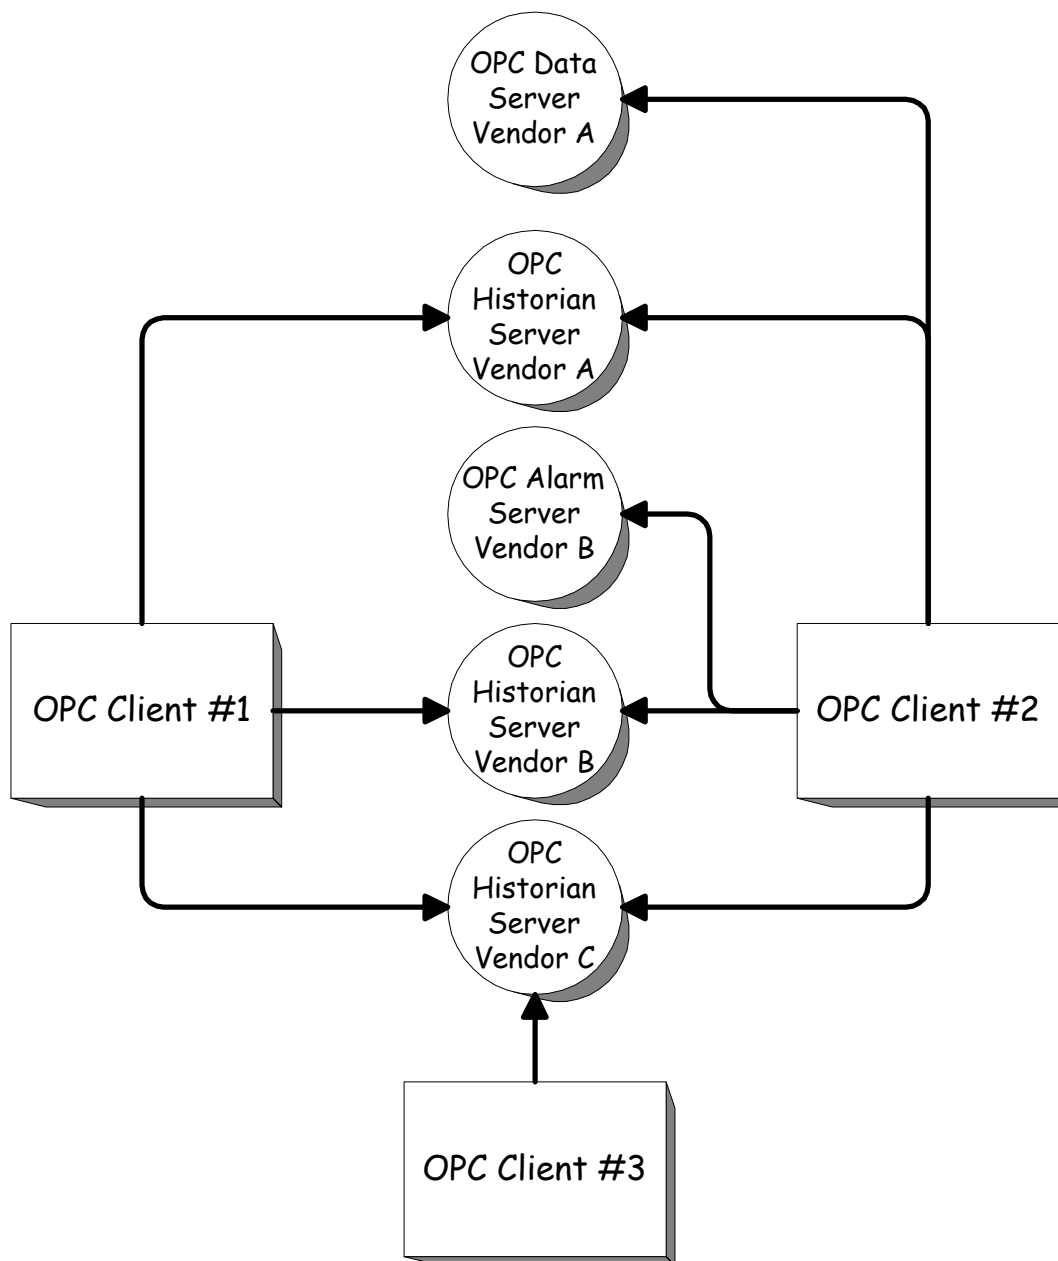 OPC Data
Server
Vendor A
OPC
Historian
Server
Vendor A
OPC Alarm
Server
Vendor B
OPC Client #1
OPC
Historian
Server
Vendor B
OPC Client #2
OPC
Historian
Server
Vendor C
OPC Client #3